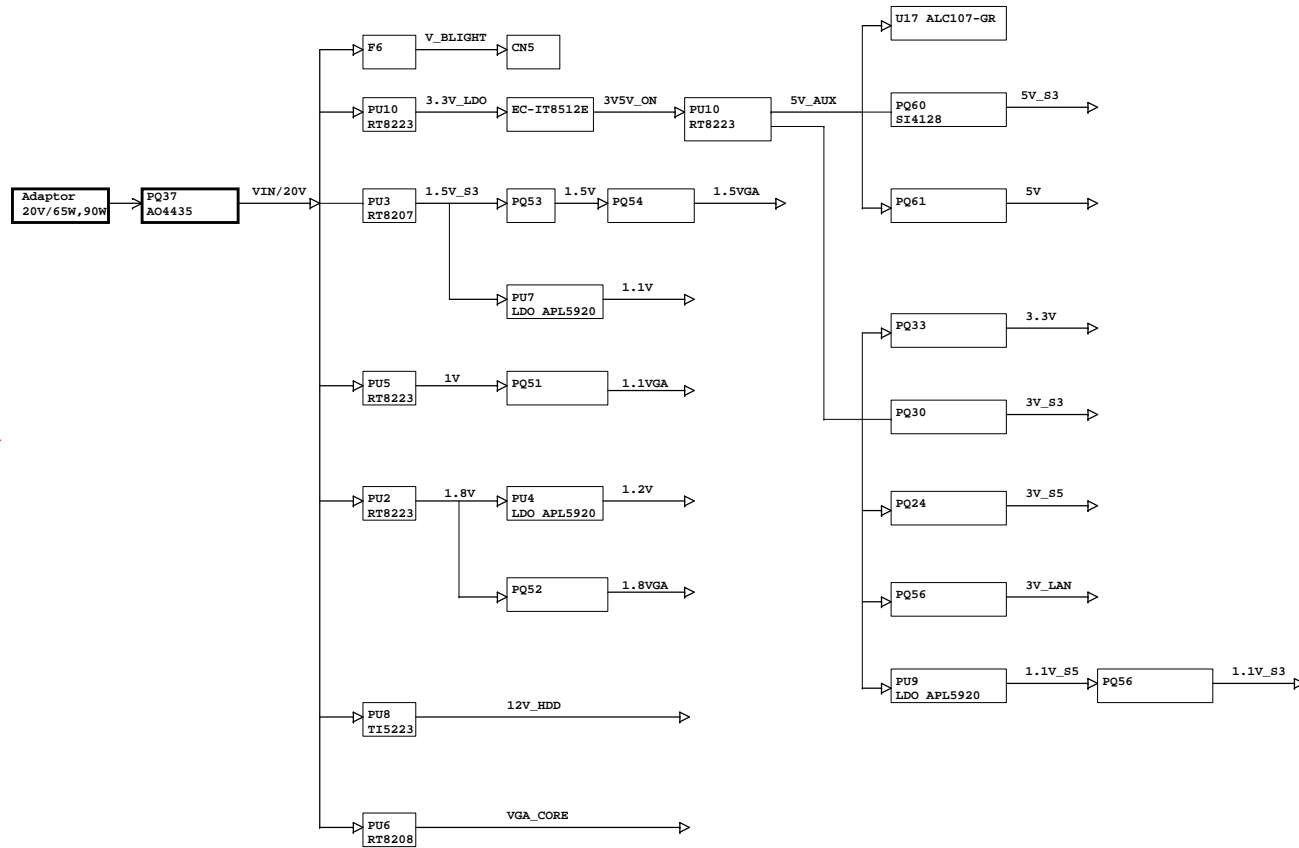 U17 ALC107-GR
F6
V_BLIGHT
CN5
PU10
RT8223
3.3V_LDO
EC-IT8512E
3V5V_ON
PU10
RT8223
5V_AUX
PQ60
SI4128
5V_S3
Adaptor
20V/65W,90W
PQ37
AO4435
VIN/20V
PU3
RT8207
1.5V_S3
PQ53
1.5V
PQ54
1.5VGA
PQ61
5V
PU7
LDO APL5920
1.1V
PQ33
3.3V
PU5
RT8223
1V
PQ51
1.1VGA
PQ30
3V_S3
PU2
RT8223
1.8V
PU4
LDO APL5920
1.2V
PQ24
3V_S5
PQ52
1.8VGA
PQ56
3V_LAN
PU9
LDO APL5920
1.1V_S5
PQ56
1.1V_S3
PU8
TI5223
12V_HDD
PU6
RT8208
VGA_CORE